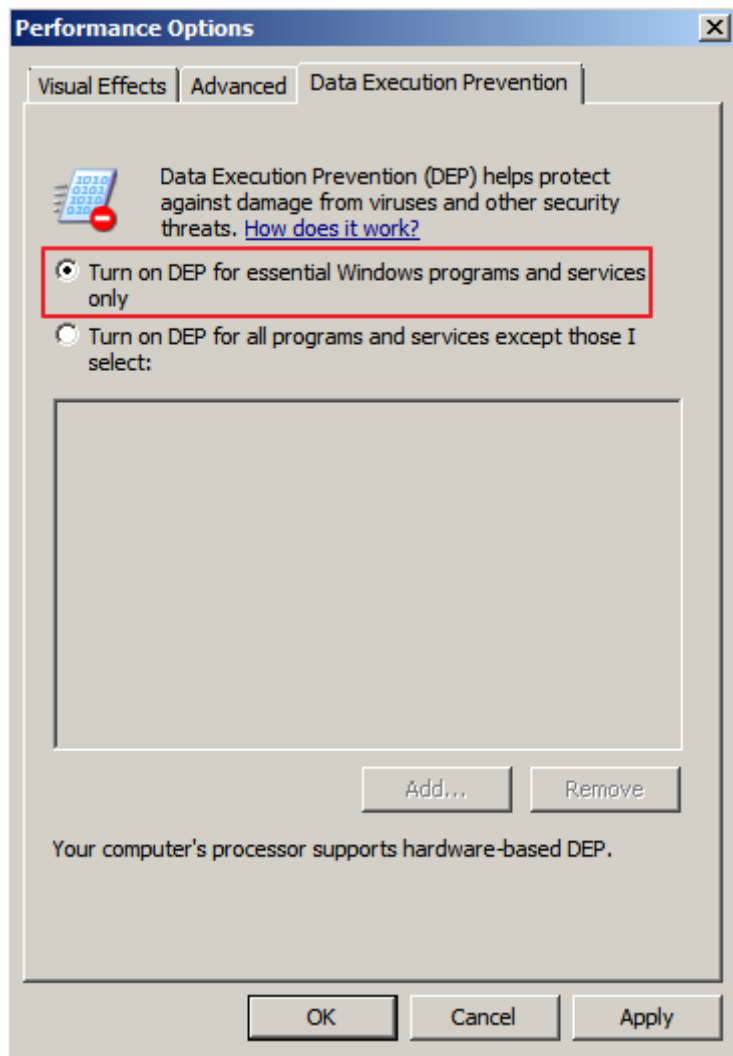 Performance Options
Visual Effects Advanced Data Execution Prevention
Data Execution Prevention (DEP) helps protect
against damage from viruses and other security
threats. How does it work?
Turn on DEP for essential Windows programs and services
only
Turn on DEP for all programs and services except those I
select:
Add... Remove
Your computer's processor supports hardware-based DEP.
OK Cancel Apply